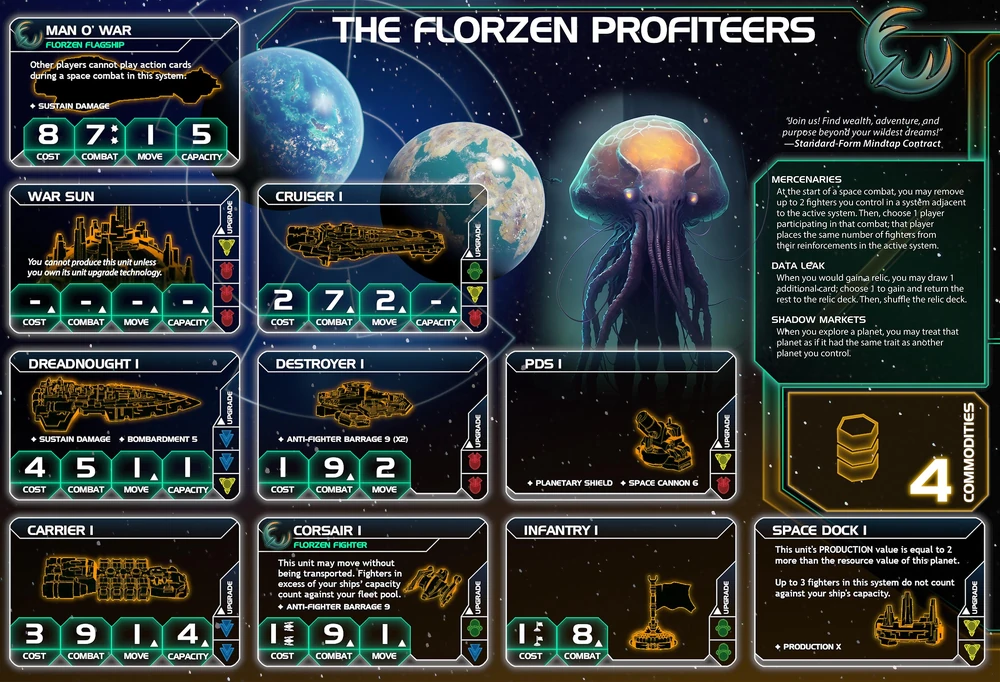 THE FLORZEN PROFITEERS
MAN O' WAR
FLORZEN FLAGSHIP
Other players cannot play action cards
during a space combat in this system.
SUSTAIN DAMAGE
8 7 1 5
COST COMBAT MOVE CAPACITY
WAR SUN
You cannot produce this unit unless
you own its unit upgrade technology.
UPGRADE
- - - -
COST COMBAT MOVE CAPACITY
CRUISER I
UPGRADE
2 7 2 -
COST COMBAT MOVE CAPACITY
DREADNOUGHT I
SUSTAIN DAMAGE BOMBARDMENT 5
UPGRADE
4 5 1 1
COST COMBAT MOVE CAPACITY
DESTROYER I
ANTI-FIGHTER BARRAGE 9 (X2)
UPGRADE
1 9 2
COST COMBAT MOVE
PDS I
PLANETARY SHIELD SPACE CANNON 6
UPGRADE
CARRIER I
UPGRADE
3 9 1 4
COST COMBAT MOVE CAPACITY
CORSAIR I
FLORZEN FIGHTER
This unit may move without
being transported. Fighters in
excess of your ships' capacity
count against your fleet pool.
ANTI-FIGHTER BARRAGE 9
UPGRADE
1 9 1
COST COMBAT MOVE
INFANTRY I
UPGRADE
1 8
COST COMBAT
SPACE DOCK I
This unit's PRODUCTION value is equal to 2
more than the resource value of this planet.
Up to 3 fighters in this system do not count
against your ship's capacity.
PRODUCTION X
UPGRADE
"Join us! Find wealth, adventure, and
purpose beyond your wildest dreams!"
—Standard-Form Mindtap Contract
MERCENARIES
At the start of a space combat, you may remove
up to 2 fighters you control in a system adjacent
to the active system. Then, choose 1 player
participating in that combat; that player
places the same number of fighters from
their reinforcements in the active system.
DATA LEAK
When you would gain a relic, you may draw 1
additional card; choose 1 to gain and return the
rest to the relic deck. Then, shuffle the relic deck.
SHADOW MARKETS
When you explore a planet, you may treat that
planet as if it had the same trait as another
planet you control.
4
COMMODITIES